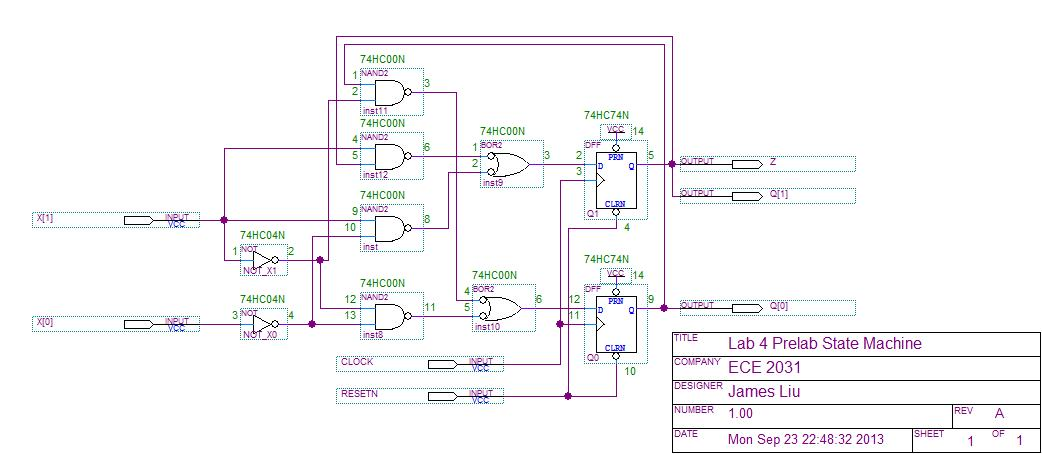 74HC00N
NAND2
1
2
3
inst11
74HC00N
NAND2
4
5
6
inst12
74HC00N
BOR2
1
2
3
inst9
74HC74N
VCC
14
DFF
PRN
D
Q
2
3
5
CLRN
Q1
4
OUTPUT
Z
OUTPUT
Q[1]
74HC00N
NAND2
9
10
8
inst
X[1]
INPUT
VCC
74HC04N
NOT
1
2
NOT_X1
74HC00N
NAND2
12
13
11
inst8
74HC00N
BOR2
4
5
6
inst10
74HC74N
VCC
14
DFF
PRN
D
Q
12
11
9
CLRN
Q0
10
OUTPUT
Q[0]
X[0]
INPUT
VCC
74HC04N
NOT
3
4
NOT_X0
CLOCK
INPUT
VCC
RESETN
INPUT
VCC
TITLE Lab 4 Prelab State Machine
COMPANY ECE 2031
DESIGNER James Liu
NUMBER 1.00 REV A
DATE Mon Sep 23 22:48:32 2013 SHEET 1 OF 1